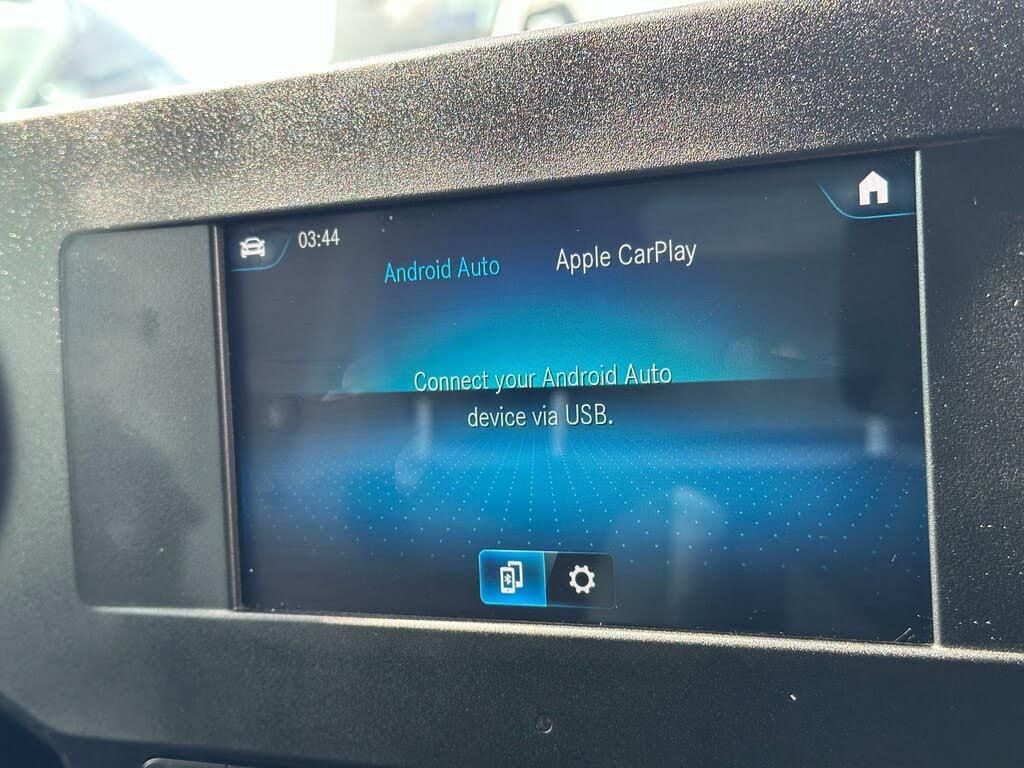 03:44
Android Auto
Apple CarPlay
Connect your Android Auto
device via USB.